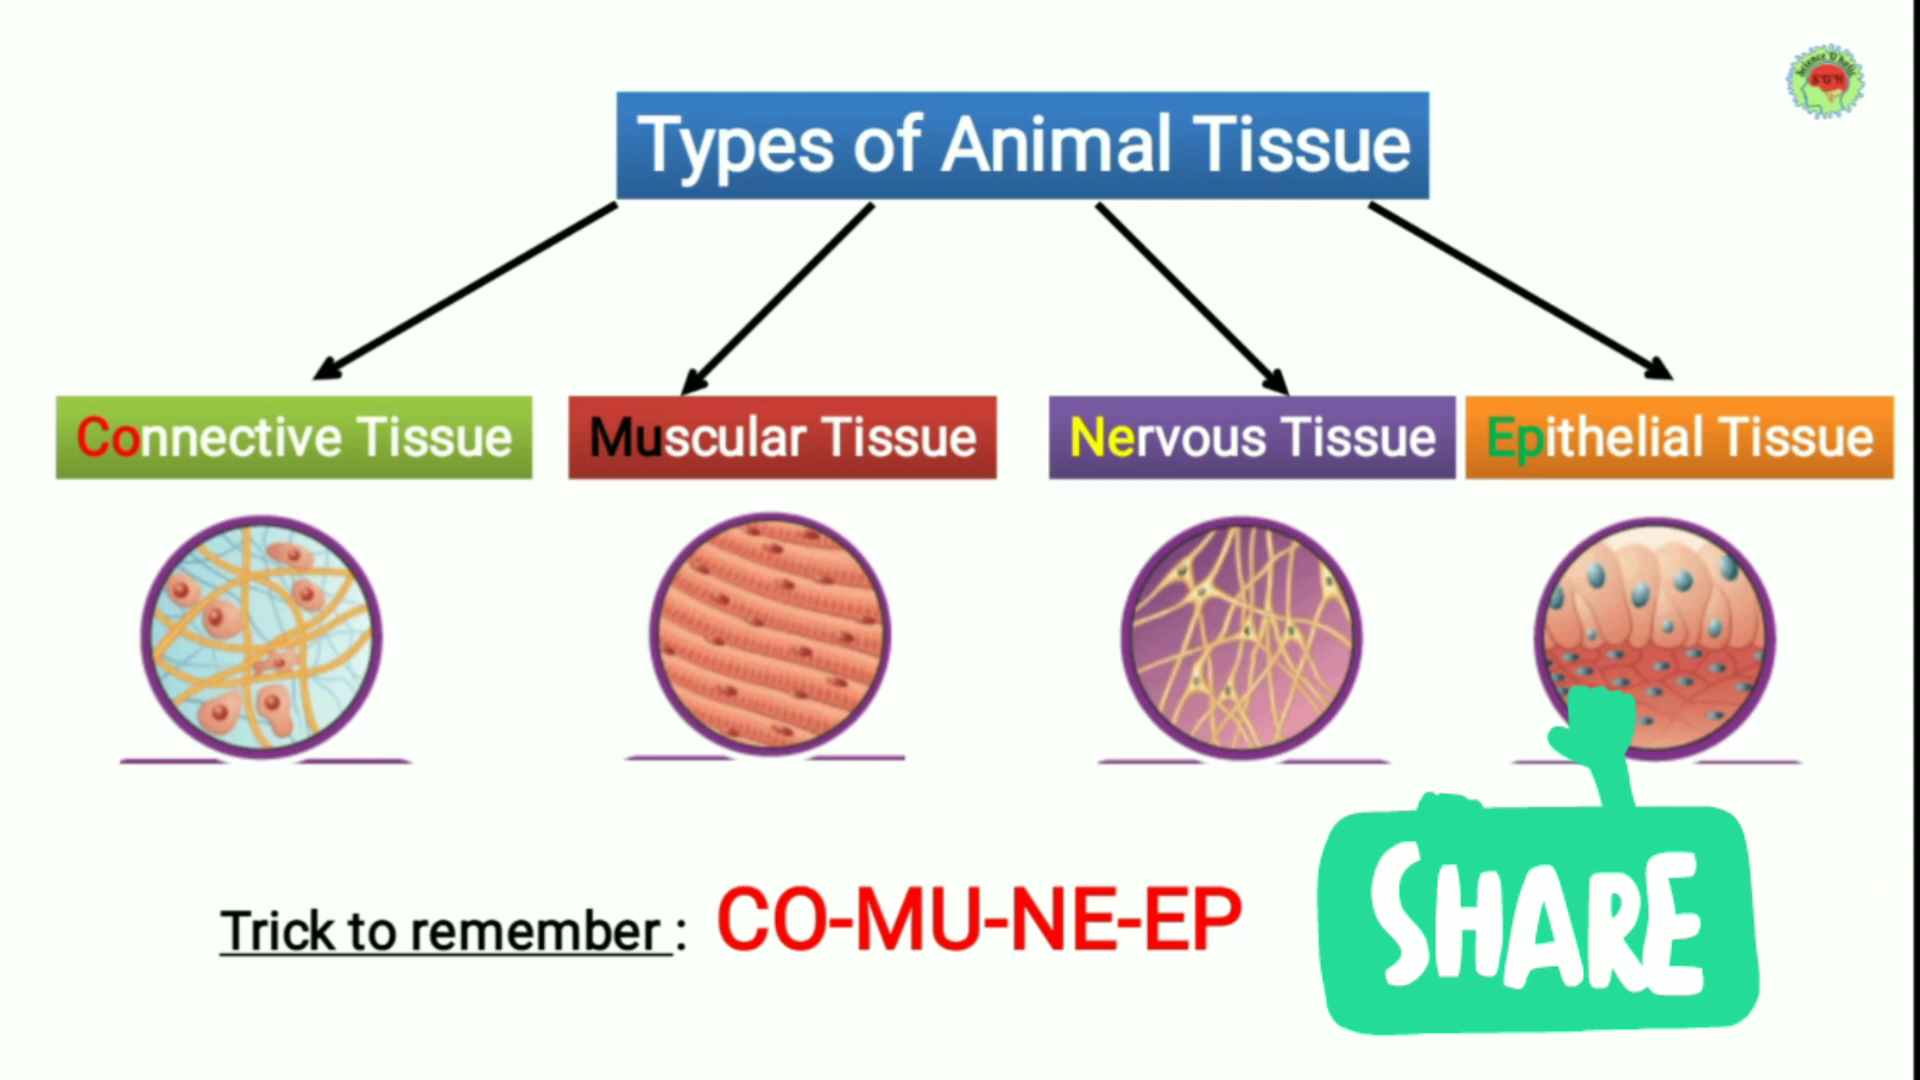 Types of Animal Tissue
Connective Tissue
Muscular Tissue
Nervous Tissue
Epithelial Tissue
Trick to remember : CO-MU-NE-EP
SHARE